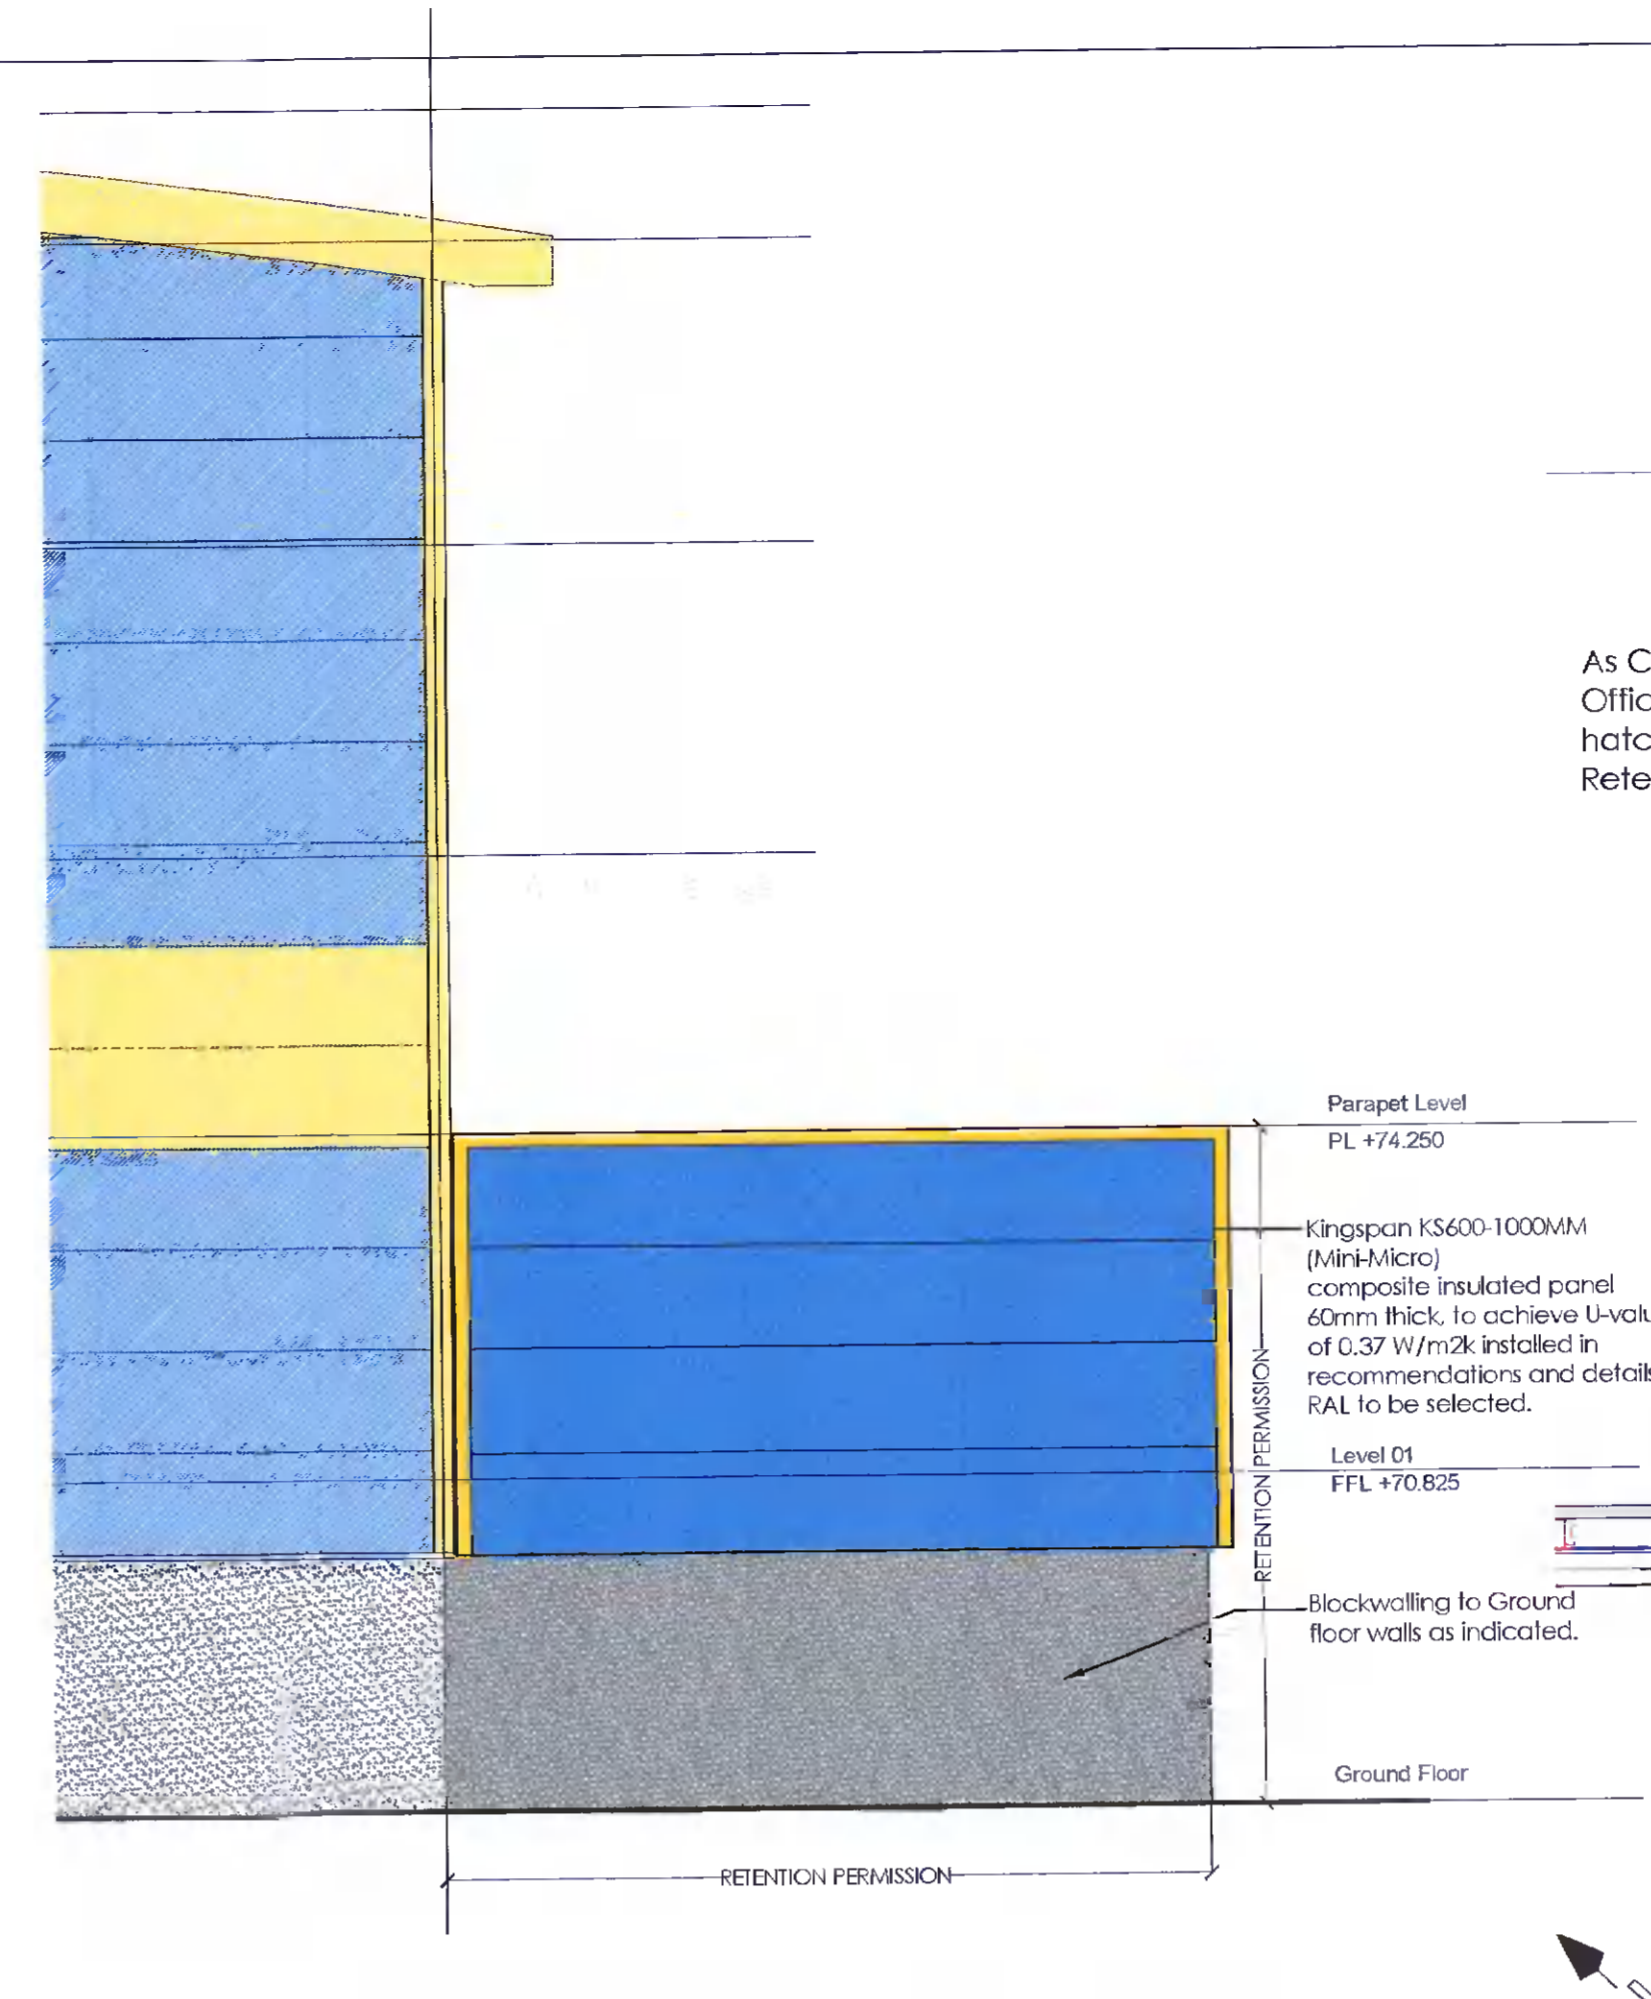 As C
Offic
hatc
Rete
Parapet Level
PL +74.250
Kingspan KS600-1000MM
(Mini-Micro)
composite insulated panel
60mm thick, to achieve U-valu
of 0.37 W/m2k installed in
recommendations and details
RAL to be selected.
RETENTION PERMISSION
Level 01
FFL +70.825
Blockwalling to Ground
floor walls as indicated.
Ground Floor
RETENTION PERMISSION